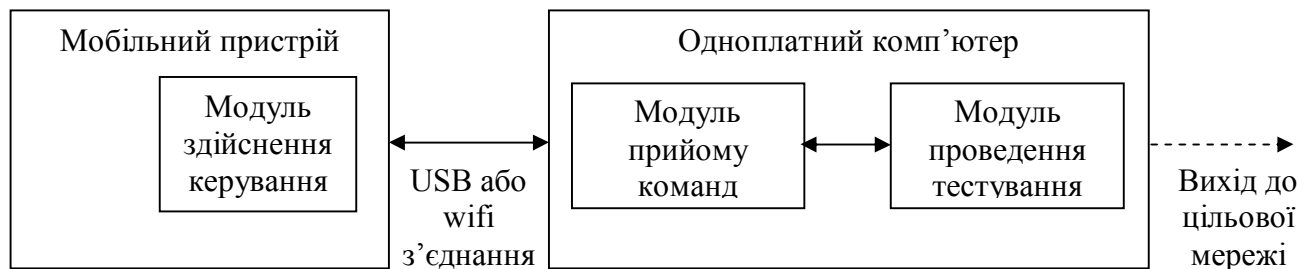 Мобільний пристрій
Модуль
здійснення
керування
USB або
wifi
з’єднання
Одноплатний комп’ютер
Модуль
прийому
команд
Модуль
проведення
тестування
Вихід до
цільової
мережі